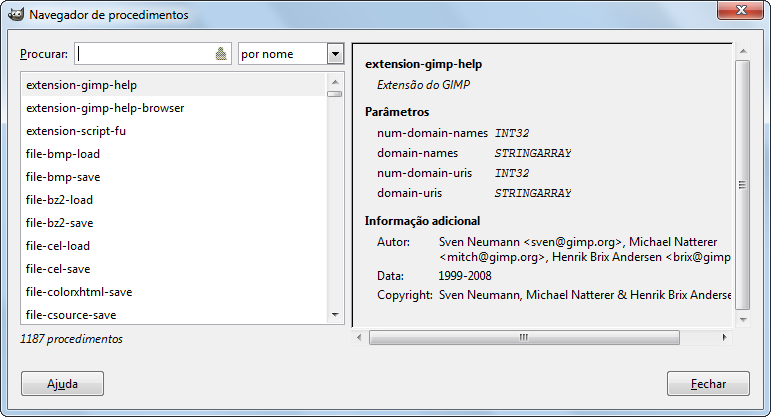 Navegador de procedimentos
Procurar:
por nome
extension-gimp-help
extension-gimp-help-browser
extension-script-fu
file-bmp-load
file-bmp-save
file-bz2-load
file-bz2-save
file-cel-load
file-cel-save
file-colorxhtml-save
file-csource-save
1187 procedimentos
extension-gimp-help
Extensão do GIMP
Parâmetros
num-domain-names INT32
domain-names STRINGARRAY
num-domain-uris INT32
domain-uris STRINGARRAY
Informação adicional
Autor: Sven Neumann <sven@gimp.org>, Michael Natterer
<mitch@gimp.org>, Henrik Brix Andersen <brix@gimp
Data: 1999-2008
Copyright: Sven Neumann, Michael Natterer & Henrik Brix Anderse
Ajuda
Fechar